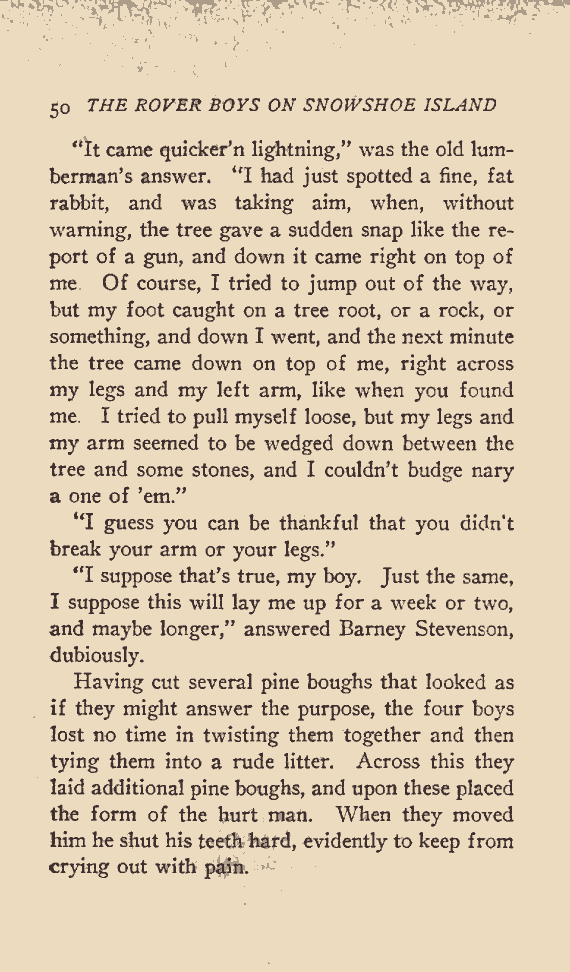 50 THE ROVER BOYS ON SNOWSHOE ISLAND
“It came quicker'n lightning,” was the old lum-
berman's answer. “I had just spotted a fine, fat
rabbit, and was taking aim, when, without
warning, the tree gave a sudden snap like the re-
port of a gun, and down it came right on top of
me. Of course, I tried to jump out of the way,
but my foot caught on a tree root, or a rock, or
something, and down I went, and the next minute
the tree came down on top of me, right across
my legs and my left arm, like when you found
me. I tried to pull myself loose, but my legs and
my arm seemed to be wedged down between the
tree and some stones, and I couldn't budge nary
a one of 'em.”
“I guess you can be thankful that you didn't
break your arm or your legs.”
“I suppose that's true, my boy. Just the same,
I suppose this will lay me up for a week or two,
and maybe longer,” answered Barney Stevenson,
dubiously.
Having cut several pine boughs that looked as
if they might answer the purpose, the four boys
lost no time in twisting them together and then
tying them into a rude litter. Across this they
laid additional pine boughs, and upon these placed
the form of the hurt man. When they moved
him he shut his teeth hard, evidently to keep from
crying out with pain.